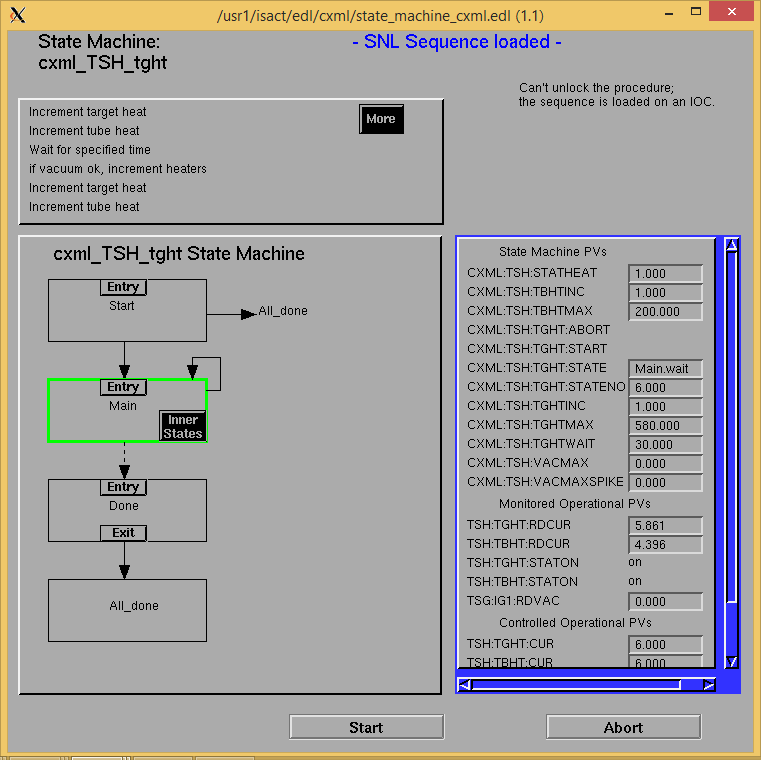 /usr1/isact/edl/cxml/state_machine_cxml.edl (1.1)
State Machine:
cxml_TSH_tght
- SNL Sequence loaded -
Can't unlock the procedure;
the sequence is loaded on an IOC.
Increment target heat
Increment tube heat
Wait for specified time
if vacuum ok, increment heaters
Increment target heat
Increment tube heat
More
cxml_TSH_tght State Machine
Entry
Start
All_done
Entry
Main
Inner
States
Entry
Done
Exit
All_done
State Machine PVs
CXML:TSH:STATHEAT 1.000
CXML:TSH:TBHTINC 1.000
CXML:TSH:TBHTMAX 200.000
CXML:TSH:TGHT:ABORT
CXML:TSH:TGHT:START
CXML:TSH:TGHT:STATE Main.wait
CXML:TSH:TGHT:STATENO 6.000
CXML:TSH:TGHTINC 1.000
CXML:TSH:TGHTMAX 580.000
CXML:TSH:TGHTWAIT 30.000
CXML:TSH:VACMAX 0.000
CXML:TSH:VACMAXSPIKE 0.000
Monitored Operational PVs
TSH:TGHT:RDCUR 5.861
TSH:TBHT:RDCUR 4.396
TSH:TGHT:STATON on
TSH:TBHT:STATON on
TSG:IG1:RDVAC 0.000
Controlled Operational PVs
TSH:TGHT:CUR 6.000
TSH:TBHT:CUR 6.000
Start
Abort